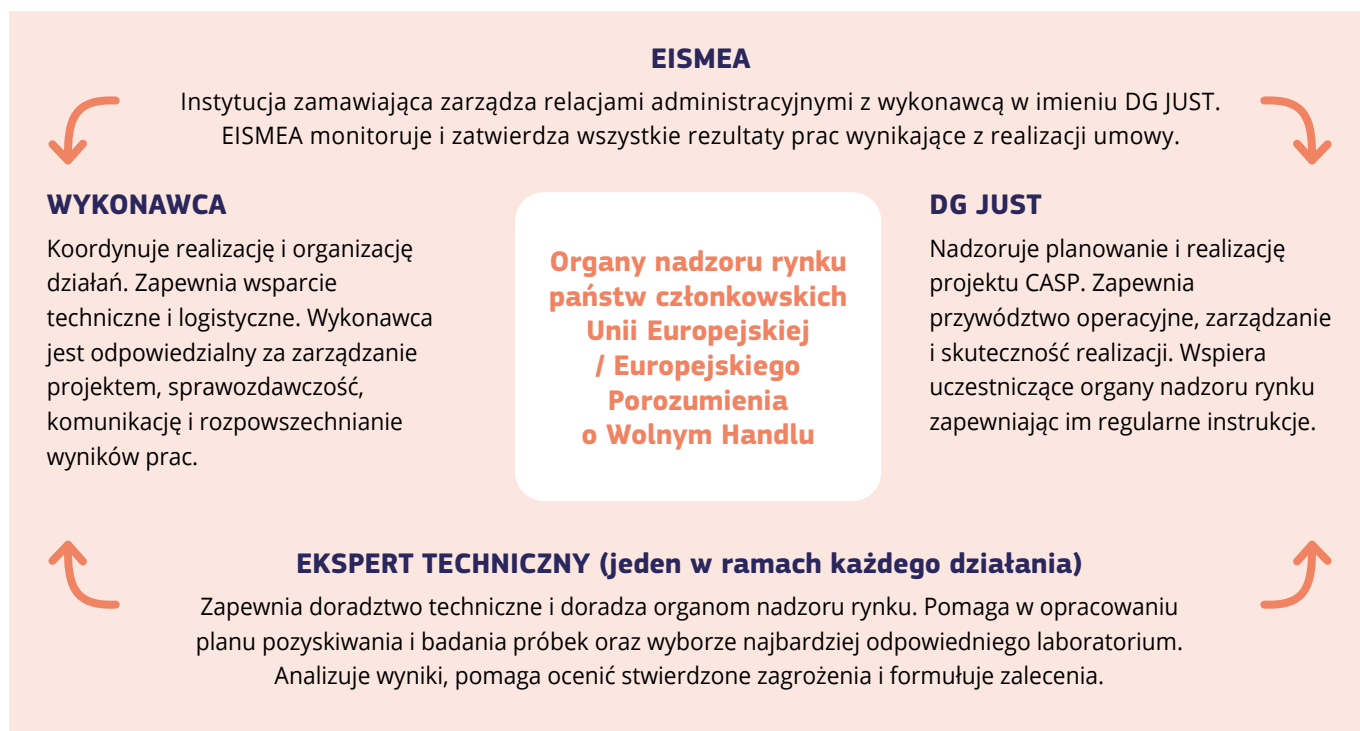 EISMEA
Instytucja zamawiająca zarządza relacjami administracyjnymi z wykonawcą w imieniu DG JUST.
EISMEA monitoruje i zatwierdza wszystkie rezultaty prac wynikające z realizacji umowy.
WYKONAWCA
Koordynuje realizację i organizację
działań. Zapewnia wsparcie
techniczne i logistyczne. Wykonawca
jest odpowiedzialny za zarządzanie
projektem, sprawozdawczość,
komunikację i rozpowszechnianie
wyników prac.
Organy nadzoru rynku
państw członkowskich
Unii Europejskiej
/ Europejskiego
Porozumienia
o Wolnym Handlu
DG JUST
Nadzoruje planowanie i realizację
projektu CASP. Zapewnia
przywództwo operacyjne, zarządzanie
i skuteczność realizacji. Wspiera
uczestniczące organy nadzoru rynku
zapewniając im regularne instrukcje.
EKSPERT TECHNICZNY (jeden w ramach każdego działania)
Zapewnia doradztwo techniczne i doradza organom nadzoru rynku. Pomaga w opracowaniu
planu pozyskiwania i badania próbek oraz wyborze najbardziej odpowiedniego laboratorium.
Analizuje wyniki, pomaga ocenić stwierdzone zagrożenia i formułuje zalecenia.